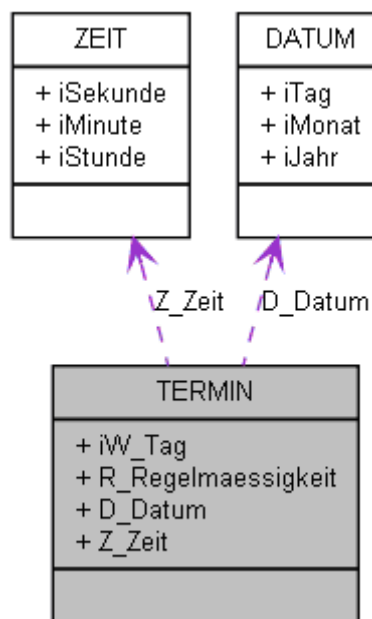 ZEIT
+ iSekunde
+ iMinute
+ iStunde
DATUM
+ iTag
+ iMonat
+ iJahr
Z_Zeit
D_Datum
TERMIN
+ iW_Tag
+ R_Regelmaessigkeit
+ D_Datum
+ Z_Zeit